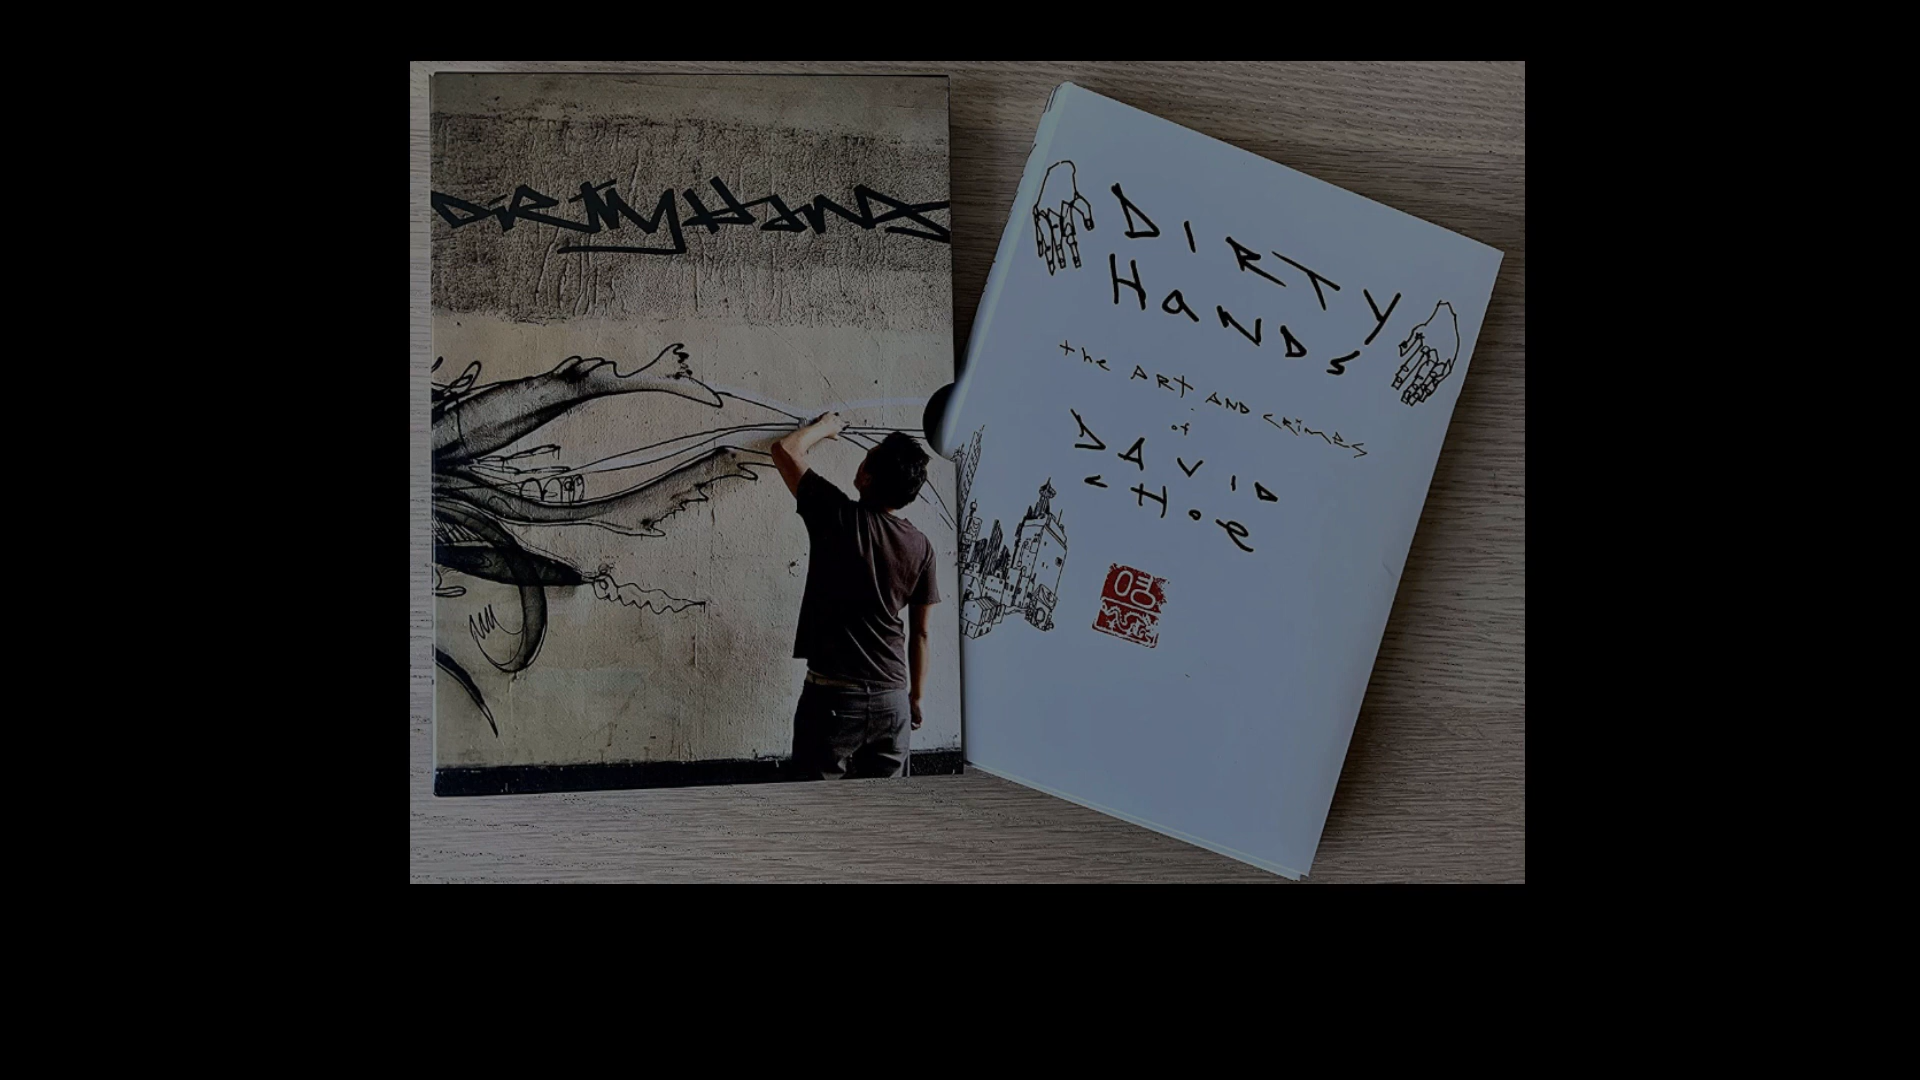 DiRTYHANDS
DIRTY
HaNDS
the ART AND CRiMES
of
DAVID
CHOE